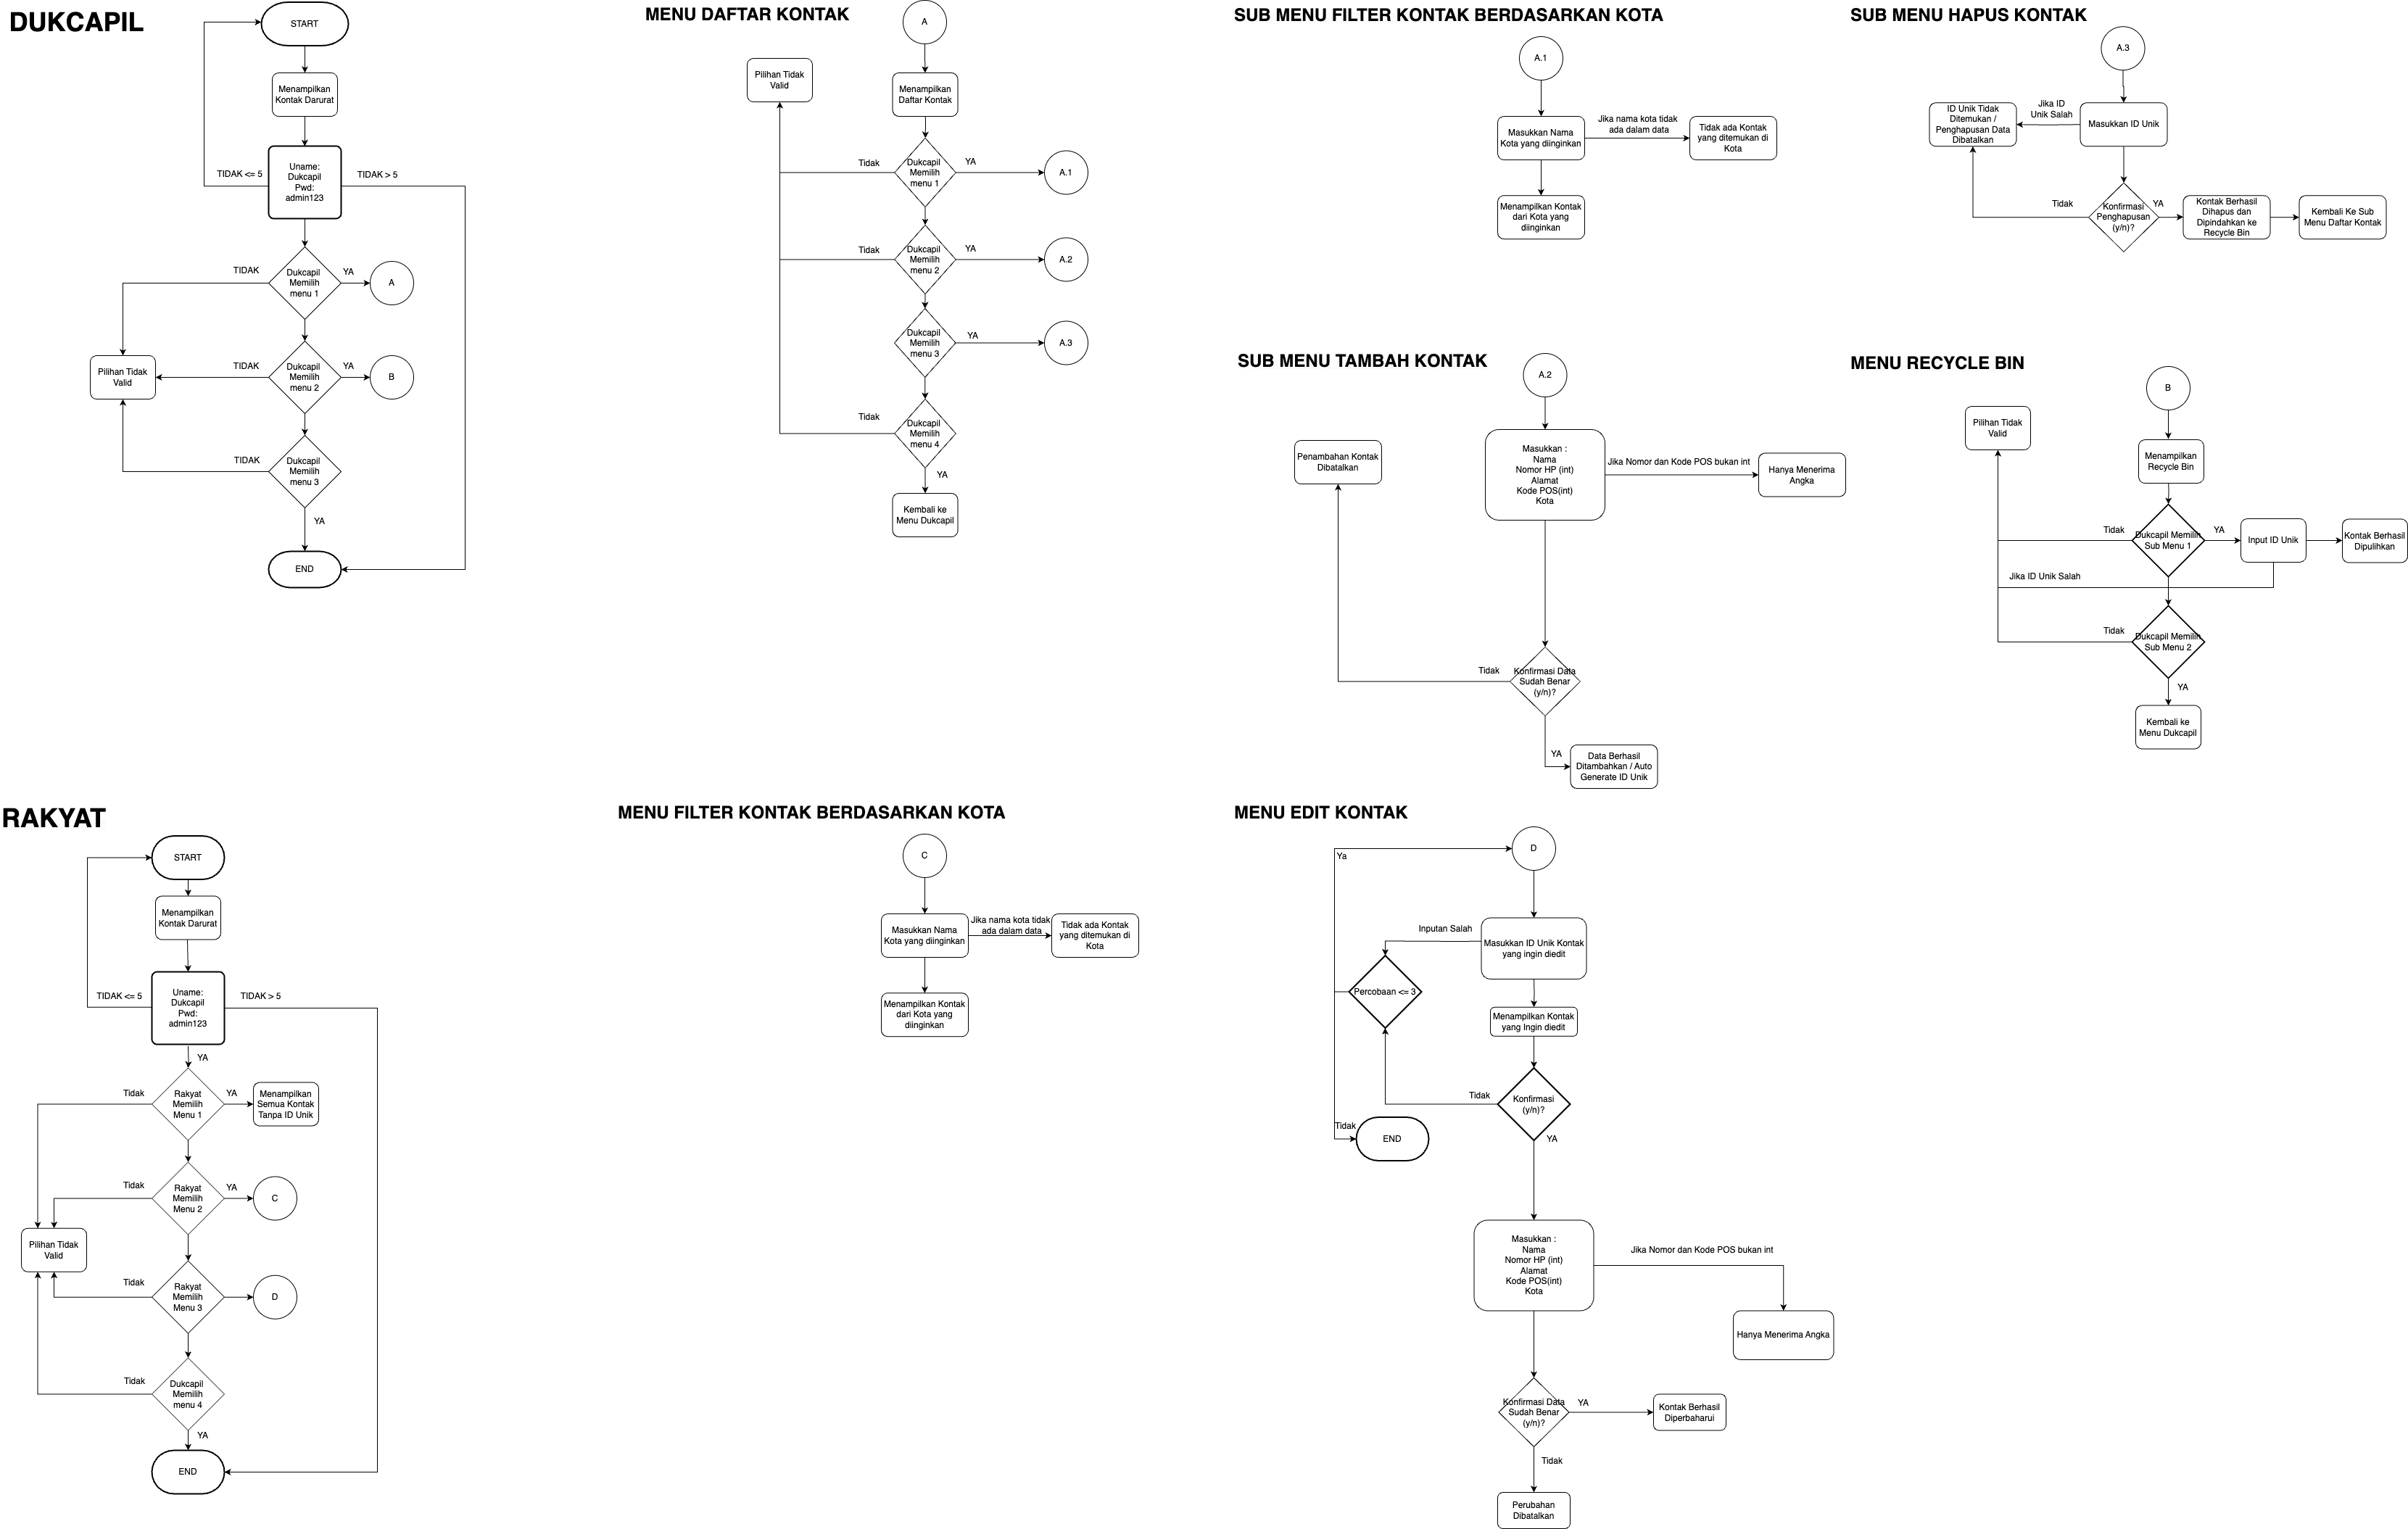 DUKCAPIL
START
Menampilkan
Kontak Darurat
Uname:
Dukcapil
Pwd:
admin123
TIDAK <= 5
TIDAK > 5
Dukcapil
Memilih
menu 1
TIDAK
YA
A
Dukcapil
Memilih
menu 2
TIDAK
YA
B
Pilihan Tidak
Valid
Dukcapil
Memilih
menu 3
TIDAK
YA
END
MENU DAFTAR KONTAK
A
Pilihan Tidak
Valid
Menampilkan
Daftar Kontak
Dukcapil
Memilih
menu 1
Tidak
YA
A.1
Dukcapil
Memilih
menu 2
Tidak
YA
A.2
Dukcapil
Memilih
menu 3
YA
A.3
Dukcapil
Memilih
menu 4
Tidak
YA
Kembali ke
Menu Dukcapil
SUB MENU FILTER KONTAK BERDASARKAN KOTA
A.1
Masukkan Nama
Kota yang diinginkan
Jika nama kota tidak
ada dalam data
Tidak ada Kontak
yang ditemukan di
Kota
Menampilkan Kontak
dari Kota yang
diinginkan
SUB MENU HAPUS KONTAK
A.3
Masukkan ID Unik
Jika ID
Unik Salah
ID Unik Tidak
Ditemukan /
Penghapusan Data
Dibatalkan
Konfirmasi
Penghapusan
(y/n)?
Tidak
YA
Kontak Berhasil
Dihapus dan
Dipindahkan ke
Recycle Bin
Kembali Ke Sub
Menu Daftar Kontak
SUB MENU TAMBAH KONTAK
A.2
Masukkan :
Nama
Nomor HP (int)
Alamat
Kode POS(int)
Kota
Jika Nomor dan Kode POS bukan int
Hanya Menerima
Angka
Penambahan Kontak
Dibatalkan
Konfirmasi Data
Sudah Benar
(y/n)?
Tidak
YA
Data Berhasil
Ditambahkan / Auto
Generate ID Unik
MENU RECYCLE BIN
B
Pilihan Tidak
Valid
Menampilkan
Recycle Bin
Dukcapil Memilih
Sub Menu 1
Tidak
YA
Input ID Unik
Kontak Berhasil
Dipulihkan
Jika ID Unik Salah
Dukcapil Memilih
Sub Menu 2
Tidak
YA
Kembali ke
Menu Dukcapil
RAKYAT
START
Menampilkan
Kontak Darurat
Uname:
Dukcapil
Pwd:
admin123
TIDAK <= 5
TIDAK > 5
YA
Rakyat
Memilih
Menu 1
Tidak
YA
Menampilkan
Semua Kontak
Tanpa ID Unik
Rakyat
Memilih
Menu 2
Tidak
YA
C
Pilihan Tidak
Valid
Rakyat
Memilih
Menu 3
Tidak
D
Dukcapil
Memilih
menu 4
Tidak
YA
END
MENU FILTER KONTAK BERDASARKAN KOTA
C
Masukkan Nama
Kota yang diinginkan
Jika nama kota tidak
ada dalam data
Tidak ada Kontak
yang ditemukan di
Kota
Menampilkan Kontak
dari Kota yang
diinginkan
MENU EDIT KONTAK
D
Ya
Masukkan ID Unik Kontak
yang ingin diedit
Inputan Salah
Percobaan <= 3
Menampilkan Kontak
yang Ingin diedit
Konfirmasi
(y/n)?
Tidak
YA
Tidak
END
Masukkan :
Nama
Nomor HP (int)
Alamat
Kode POS(int)
Kota
Jika Nomor dan Kode POS bukan int
Hanya Menerima Angka
Konfirmasi Data
Sudah Benar
(y/n)?
YA
Kontak Berhasil
Diperbaharui
Tidak
Perubahan
Dibatalkan